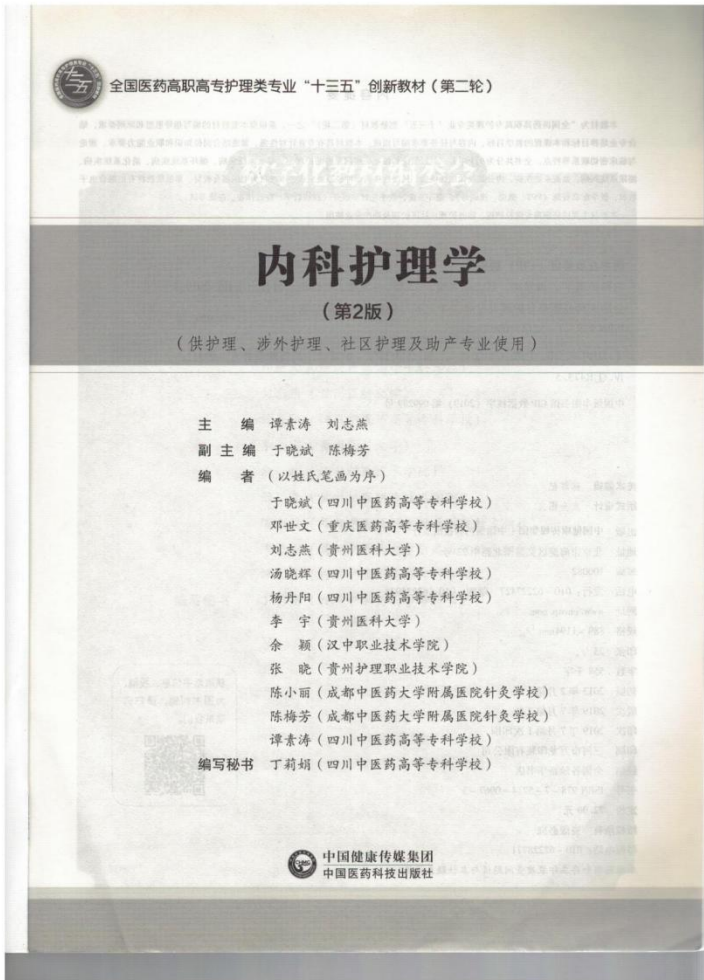 全国医药高职高专护理类专业“十三五”创新教材（第二轮）
内科护理学
（第2版）
（供护理、涉外护理、社区护理及助产专业使用）
主 编 谭素涛 刘志燕
副 主 编 于晓斌 陈梅芳
编 者 （以姓氏笔画为序）
于晓斌（四川中医药高等专科学校）
邓世文（重庆医药高等专科学校）
刘志燕（贵州医科大学）
汤晓辉（四川中医药高等专科学校）
杨丹阳（四川中医药高等专科学校）
李 宇（贵州医科大学）
余 颖（汉中职业技术学院）
张 晓（贵州护理职业技术学院）
陈小丽（成都中医药大学附属医院针灸学校）
陈梅芳（成都中医药大学附属医院针灸学校）
谭素涛（四川中医药高等专科学校）
编写秘书 丁莉娟（四川中医药高等专科学校）
中国健康传媒集团
中国医药科技出版社